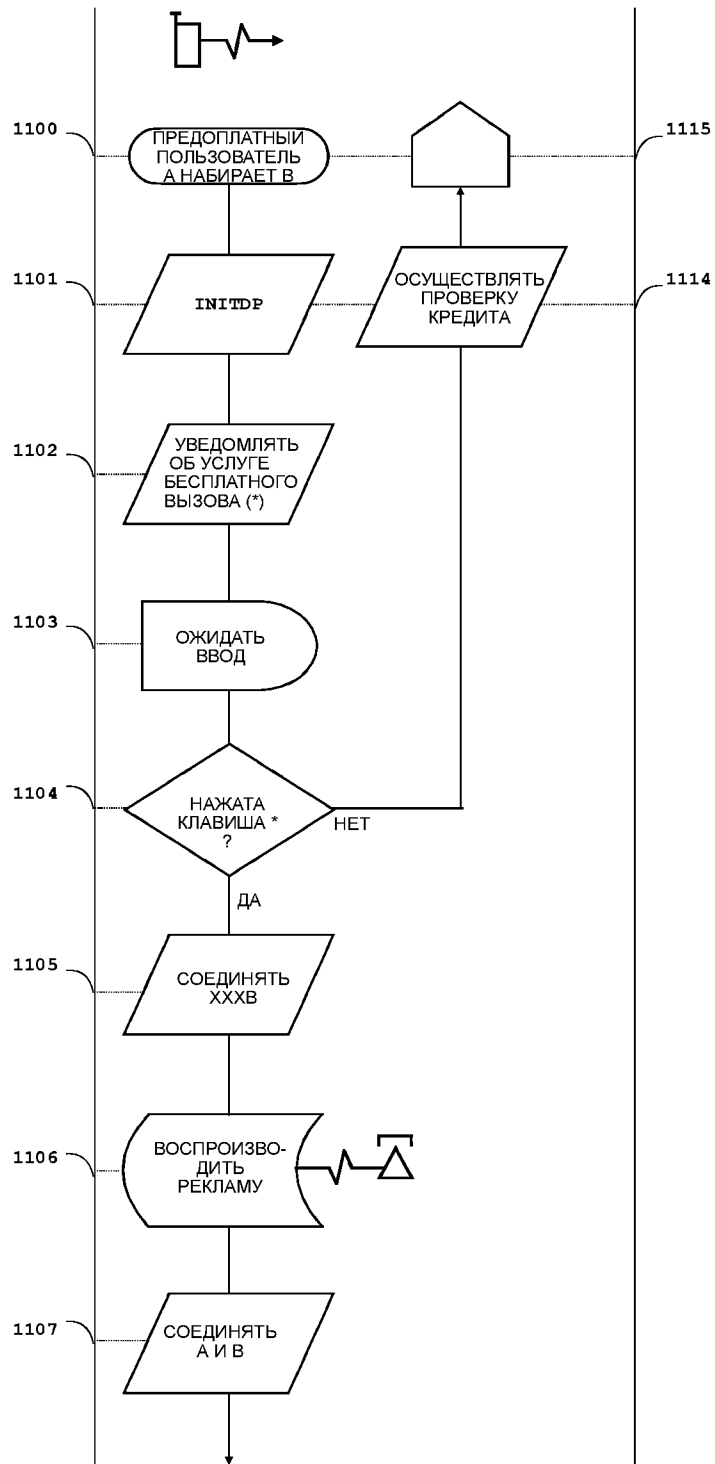 1100
ПРЕДОПЛАТНЫЙ
ПОЛЬЗОВАТЕЛЬ
А НАБИРАЕТ В
1115
1101
INITDP
ОСУЩЕСТВЛЯТЬ
ПРОВЕРКУ
КРЕДИТА
1114
1102
УВЕДОМЛЯТЬ
ОБ УСЛУГЕ
БЕСПЛАТНОГО
ВЫЗОВА (*)
1103
ОЖИДАТЬ
ВВОД
1104
НАЖАТА
КЛАВИША *
?
НЕТ
ДА
1105
СОЕДИНЯТЬ
XXXB
1106
ВОСПРОИЗВО-
ДИТЬ
РЕКЛАМУ
1107
СОЕДИНЯТЬ
А И В